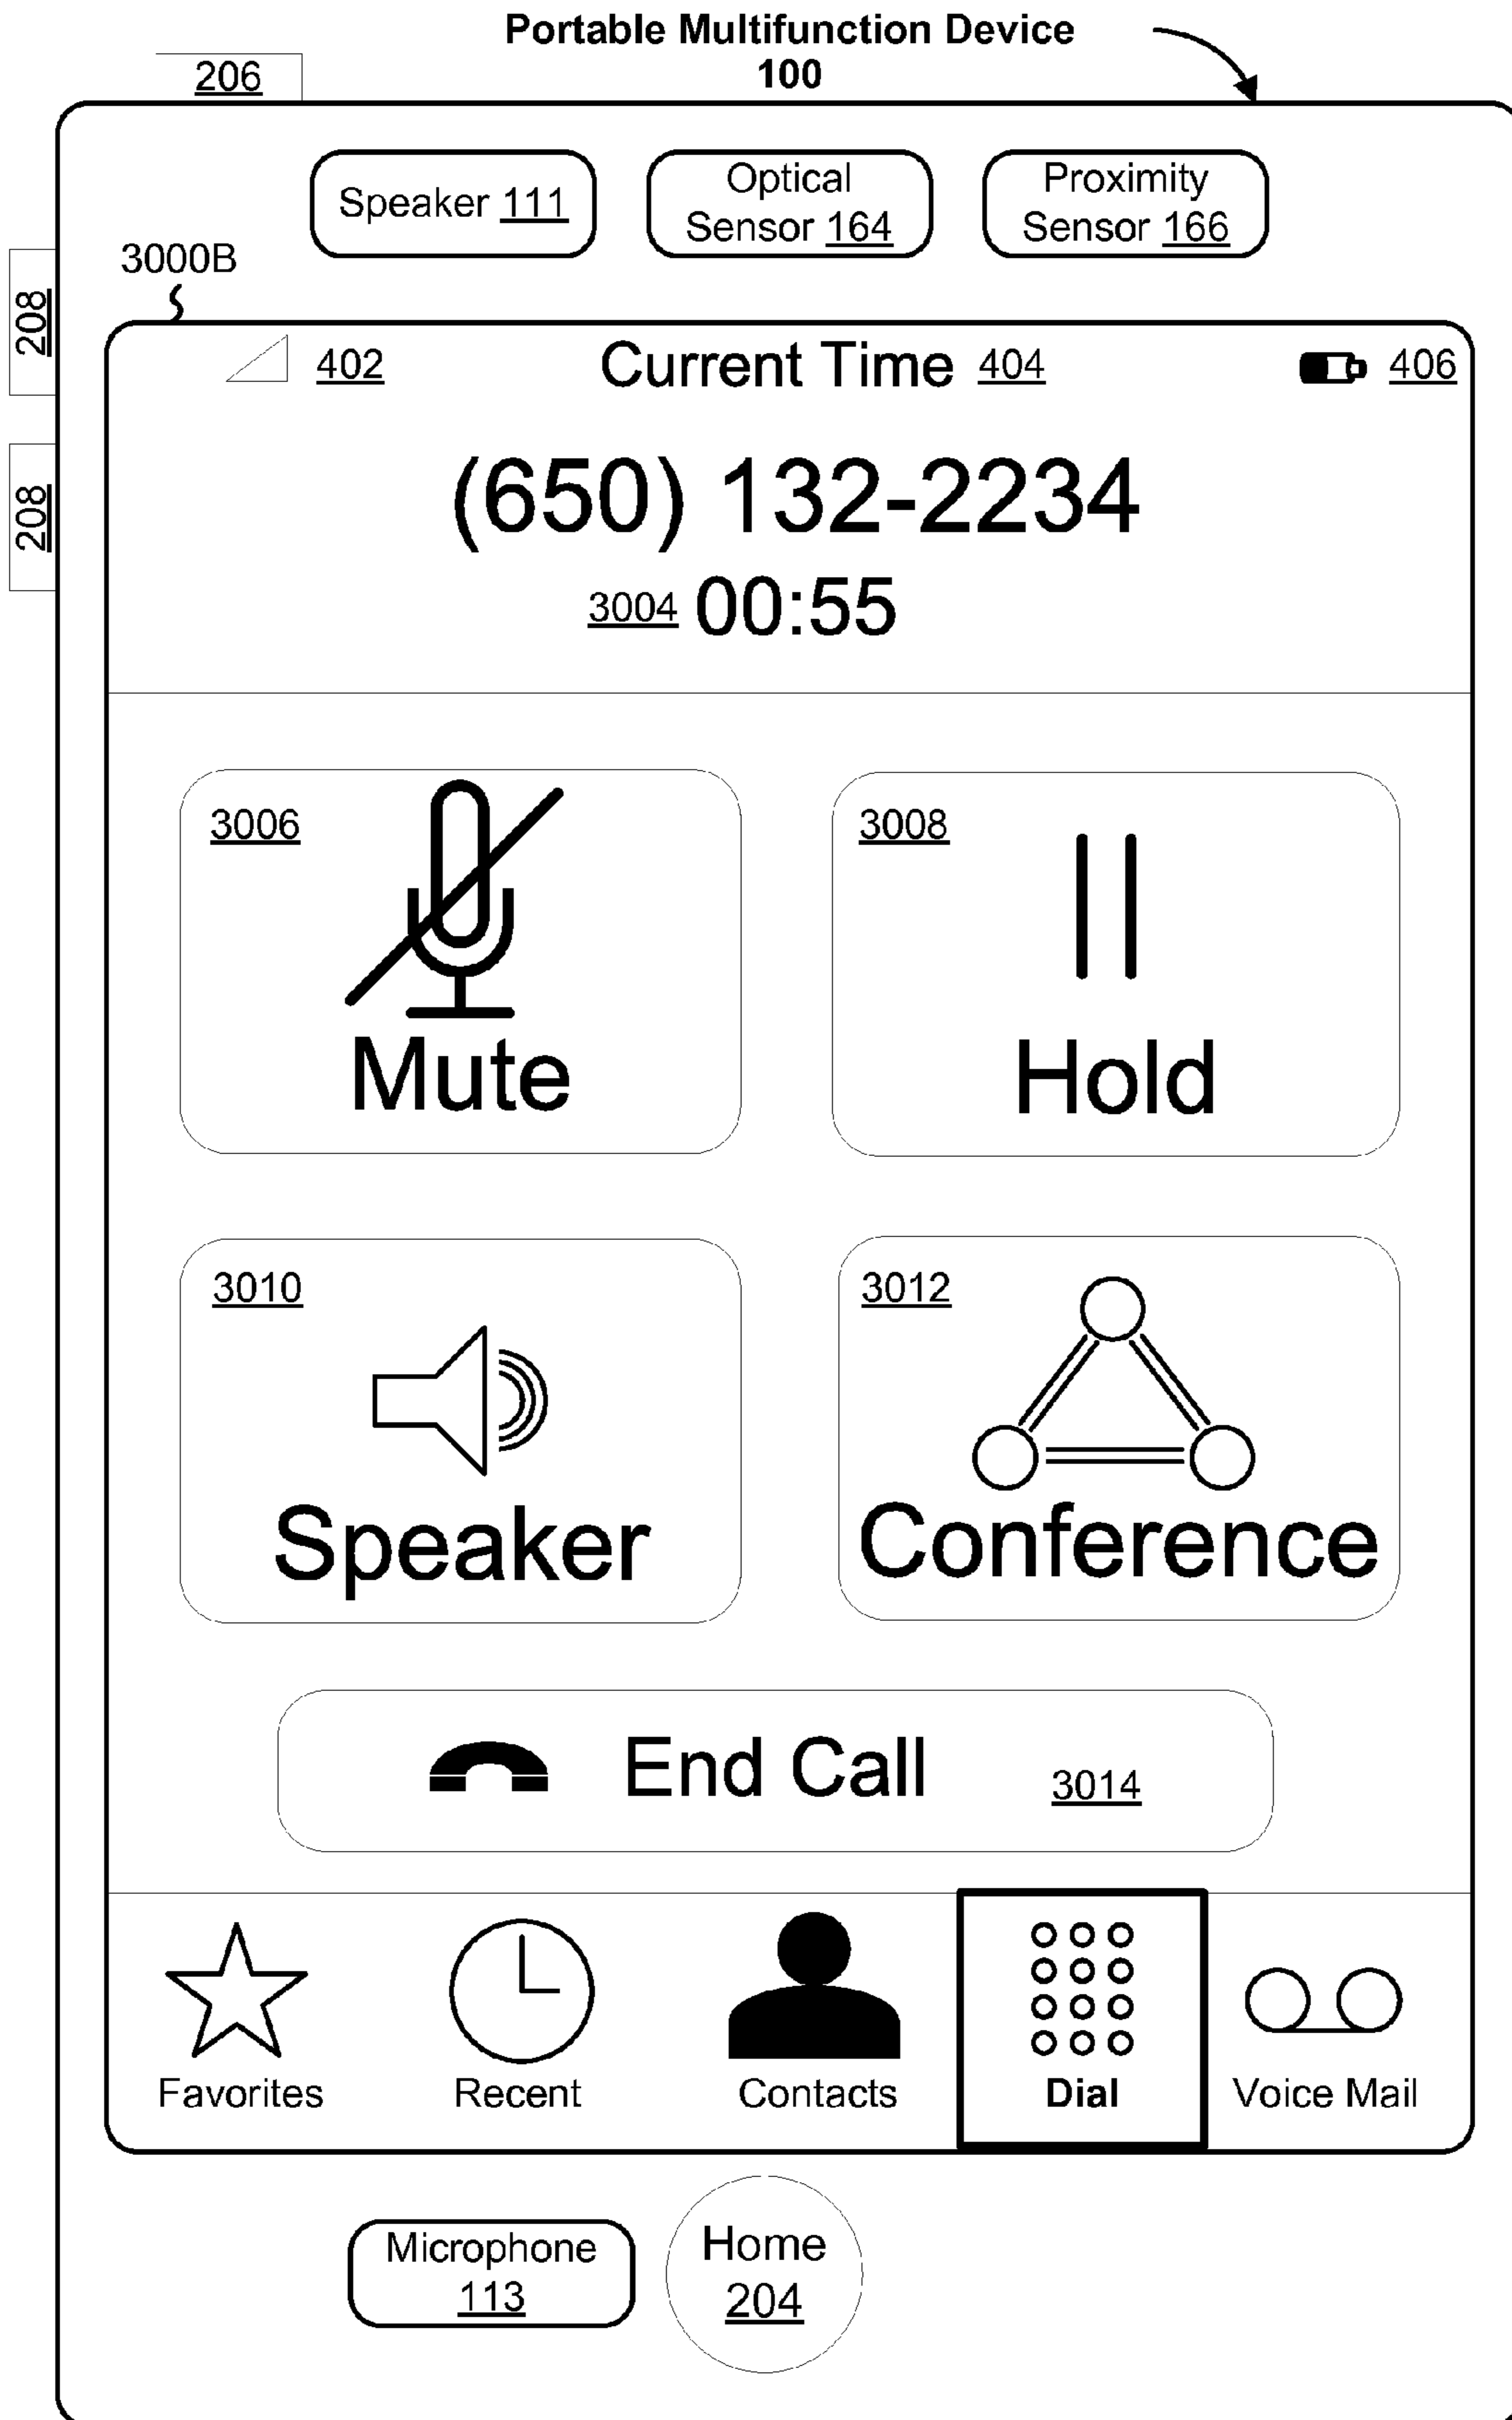 Portable Multifunction Device
100
206
Speaker 111
Optical
Sensor 164
Proximity
Sensor 166
3000B
208
208
402
Current Time 404
406
(650) 132-2234
3004 00:55
3006
Mute
3008
Hold
3010
Speaker
3012
Conference
End Call 3014
Favorites
Recent
Contacts
Dial
Voice Mail
Microphone
113
Home
204